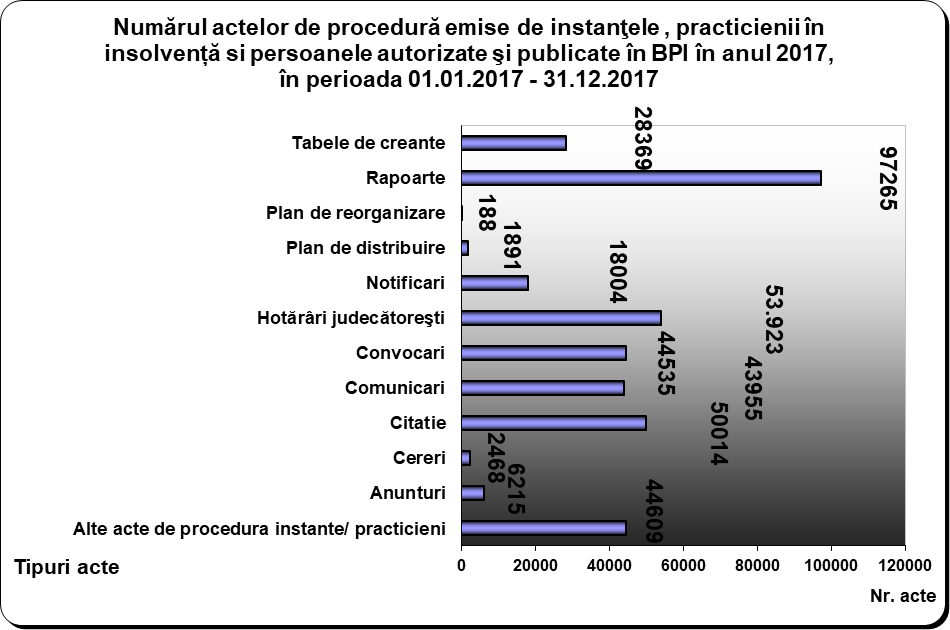 Numărul actelor de procedură emise de instanţele , practicienii în
insolvență si persoanele autorizate şi publicate în BPI în anul 2017,
în perioada 01.01.2017 - 31.12.2017
Tabele de creante
28369
Rapoarte
97265
Plan de reorganizare
188
Plan de distribuire
1891
Notificari
18004
Hotărâri judecătoreşti
53.923
Convocari
44535
Comunicari
43955
Citatie
50014
Cereri
2468
Anunturi
6215
Alte acte de procedura instante/ practicieni
44609
0 20000 40000 60000 80000 100000 120000
Tipuri acte
Nr. acte